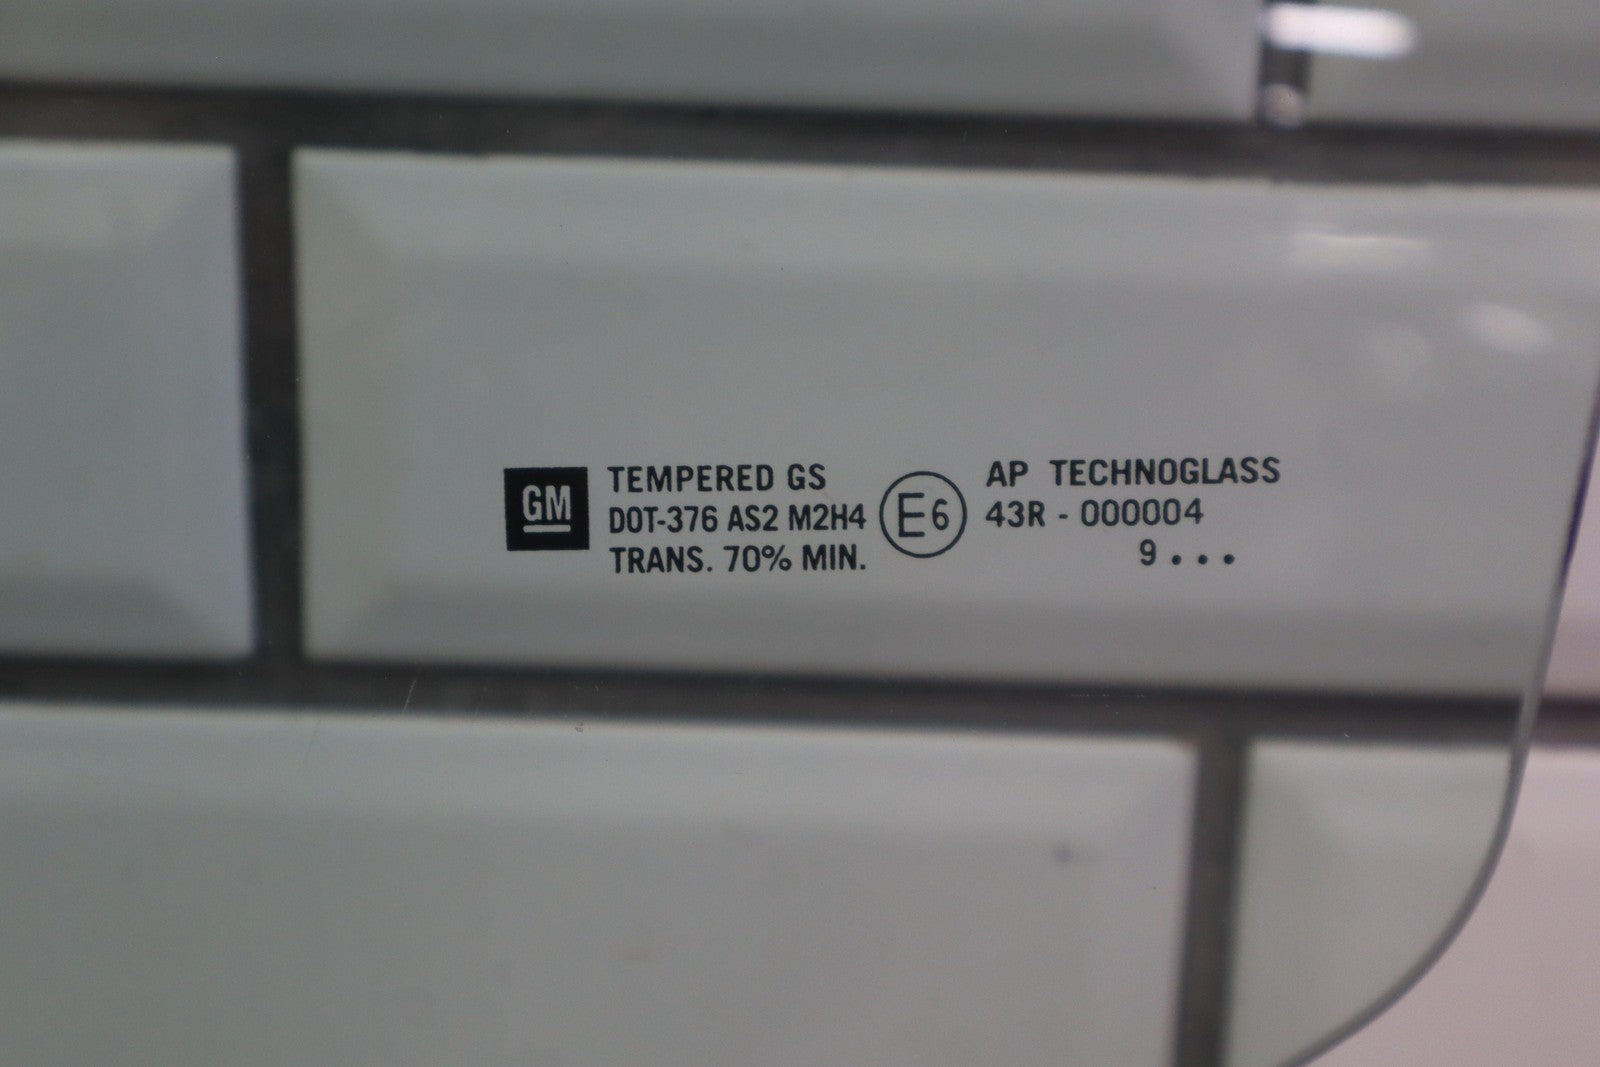 GM
TEMPERED GS
DOT-376 AS2 M2H4
TRANS. 70% MIN.
E6
AP TECHNOGLASS
43R - 000004
9...